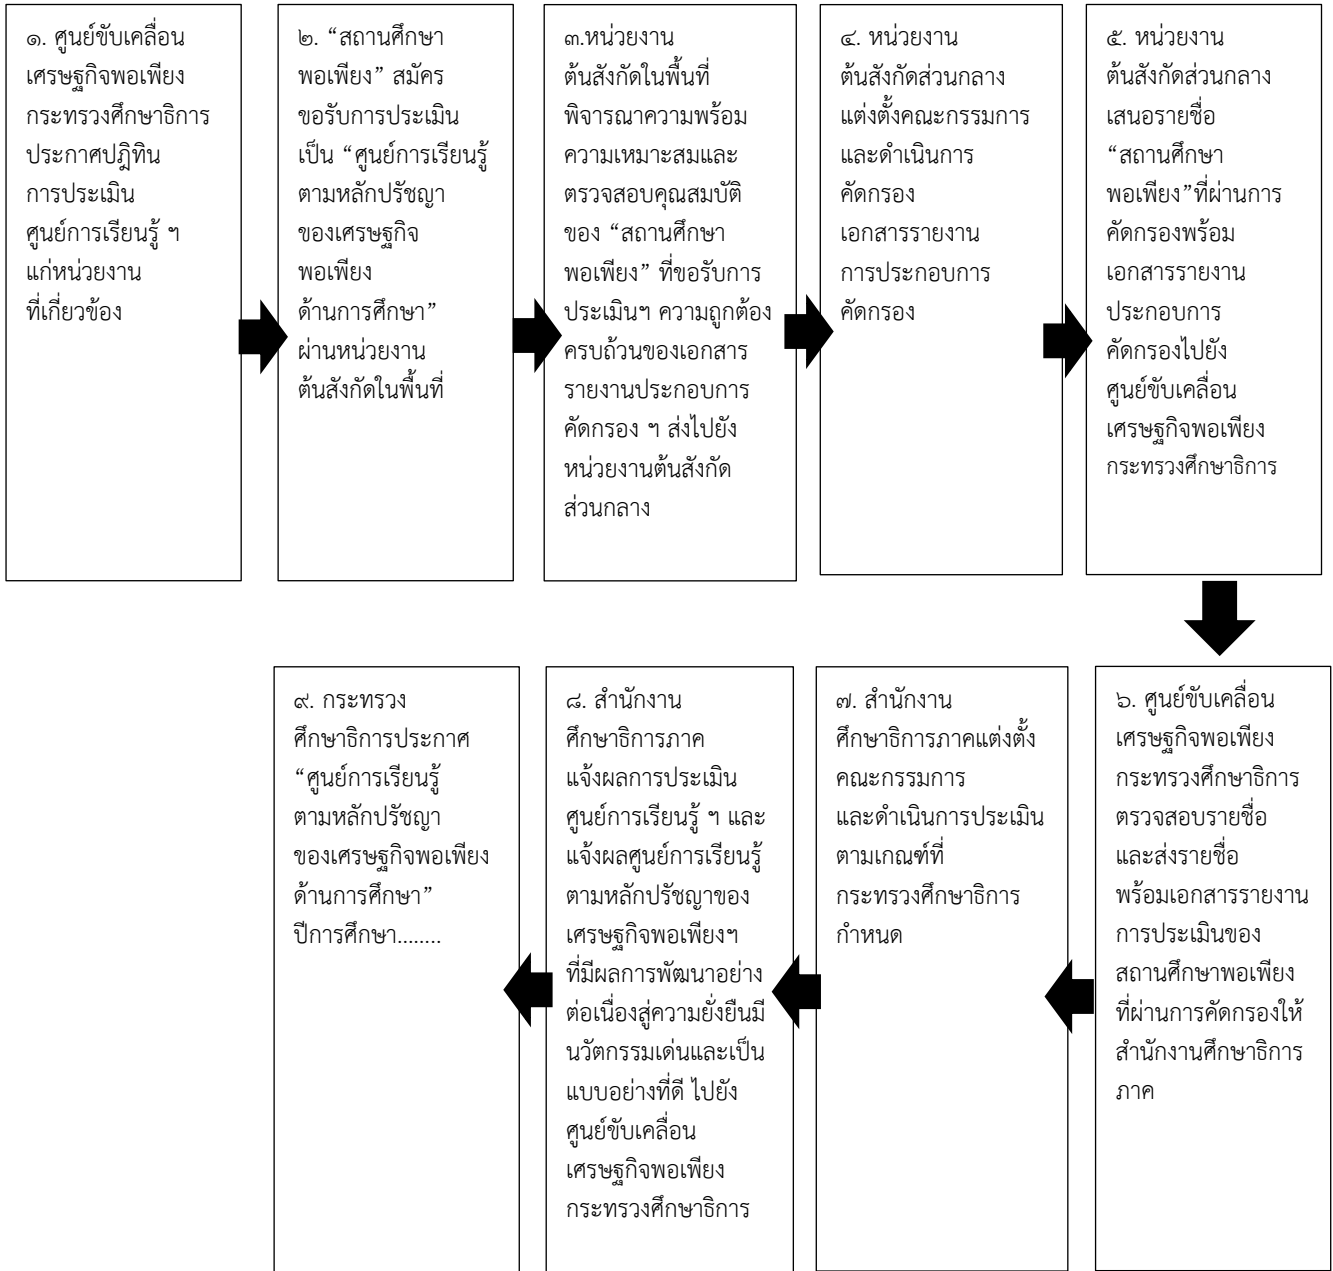 ๑. ศูนย์ขับเคลื่อน
เศรษฐกิจพอเพียง
กระทรวงศึกษาธิการ
ประกาศปฎิทิน
การประเมิน
ศูนย์การเรียนรู้ ฯ
แก่หน่วยงาน
ที่เกี่ยวข้อง
๒. “สถานศึกษา
พอเพียง” สมัคร
ขอรับการประเมิน
เป็น “ศูนย์การเรียนรู้
ตามหลักปรัชญา
ของเศรษฐกิจ
พอเพียง
ด้านการศึกษา”
ผ่านหน่วยงาน
ต้นสังกัดในพื้นที่
๓.หน่วยงาน
ต้นสังกัดในพื้นที่
พิจารณาความพร้อม
ความเหมาะสมและ
ตรวจสอบคุณสมบัติ
ของ “สถานศึกษา
พอเพียง” ที่ขอรับการ
ประเมินฯ ความถูกต้อง
ครบถ้วนของเอกสาร
รายงานประกอบการ
คัดกรอง ฯ ส่งไปยัง
หน่วยงานต้นสังกัด
ส่วนกลาง
๔. หน่วยงาน
ต้นสังกัดส่วนกลาง
แต่งตั้งคณะกรรมการ
และดำเนินการ
คัดกรอง
เอกสารรายงาน
การประกอบการ
คัดกรอง
๕. หน่วยงาน
ต้นสังกัดส่วนกลาง
เสนอรายชื่อ
“สถานศึกษา
พอเพียง”ที่ผ่านการ
คัดกรองพร้อม
เอกสารรายงาน
ประกอบการ
คัดกรองไปยัง
ศูนย์ขับเคลื่อน
เศรษฐกิจพอเพียง
กระทรวงศึกษาธิการ
๖. ศูนย์ขับเคลื่อน
เศรษฐกิจพอเพียง
กระทรวงศึกษาธิการ
ตรวจสอบรายชื่อ
และส่งรายชื่อ
พร้อมเอกสารรายงาน
การประเมินของ
สถานศึกษาพอเพียง
ที่ผ่านการคัดกรองให้
สำนักงานศึกษาธิการ
ภาค
๗. สำนักงาน
ศึกษาธิการภาคแต่งตั้ง
คณะกรรมการ
และดำเนินการประเมิน
ตามเกณฑ์ที่
กระทรวงศึกษาธิการ
กำหนด
๘. สำนักงาน
ศึกษาธิการภาค
แจ้งผลการประเมิน
ศูนย์การเรียนรู้ ฯ และ
แจ้งผลศูนย์การเรียนรู้
ตามหลักปรัชญาของ
เศรษฐกิจพอเพียงฯ
ที่มีผลการพัฒนาอย่าง
ต่อเนื่องสู่ความยั่งยืนมี
นวัตกรรมเด่นและเป็น
แบบอย่างที่ดี ไปยัง
ศูนย์ขับเคลื่อน
เศรษฐกิจพอเพียง
กระทรวงศึกษาธิการ
๙. กระทรวง
ศึกษาธิการประกาศ
“ศูนย์การเรียนรู้
ตามหลักปรัชญา
ของเศรษฐกิจพอเพียง
ด้านการศึกษา”
ปีการศึกษา........